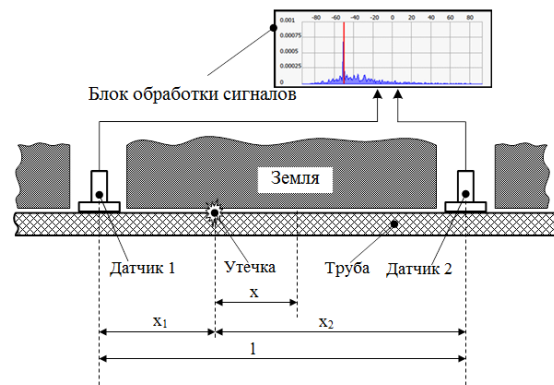 0.001 -80 -60 -40 -20 0 20 40 60 80
0.00075
0.0005
0.00025
0
Блок обработки сигналов
Земля
Датчик 1 Утечка Труба Датчик 2
x
x₁ x₂
l